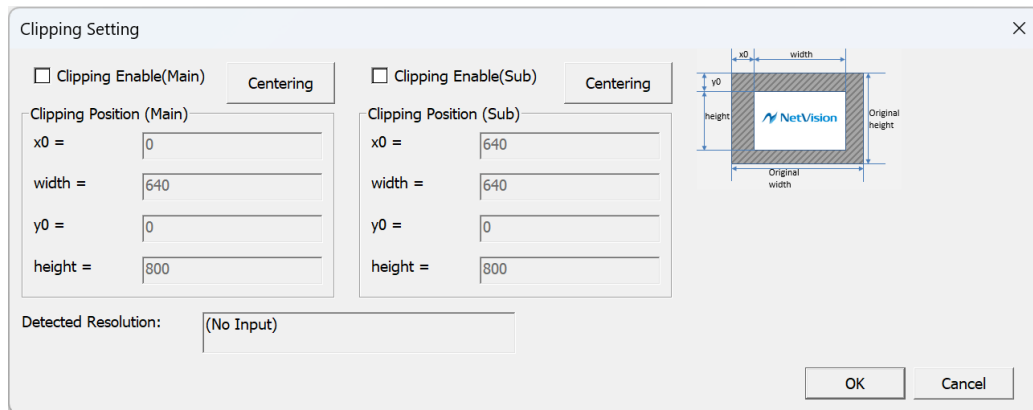 Clipping Setting
Clipping Enable(Main)
Centering
Clipping Position (Main)
x0 =
0
width =
640
y0 =
0
height =
800
Clipping Enable(Sub)
Centering
Clipping Position (Sub)
x0 =
640
width =
640
y0 =
0
height =
800
x0
width
y0
height
NetVision
Original
height
Original
width
Detected Resolution:
(No Input)
OK
Cancel